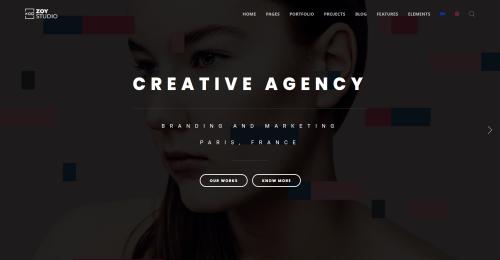 ZOY
STUDIO
HOME PAGES PORTFOLIO PROJECTS BLOG FEATURES ELEMENTS
CREATIVE AGENCY
BRANDING AND MARKETING
PARIS, FRANCE
OUR WORKS KNOW MORE